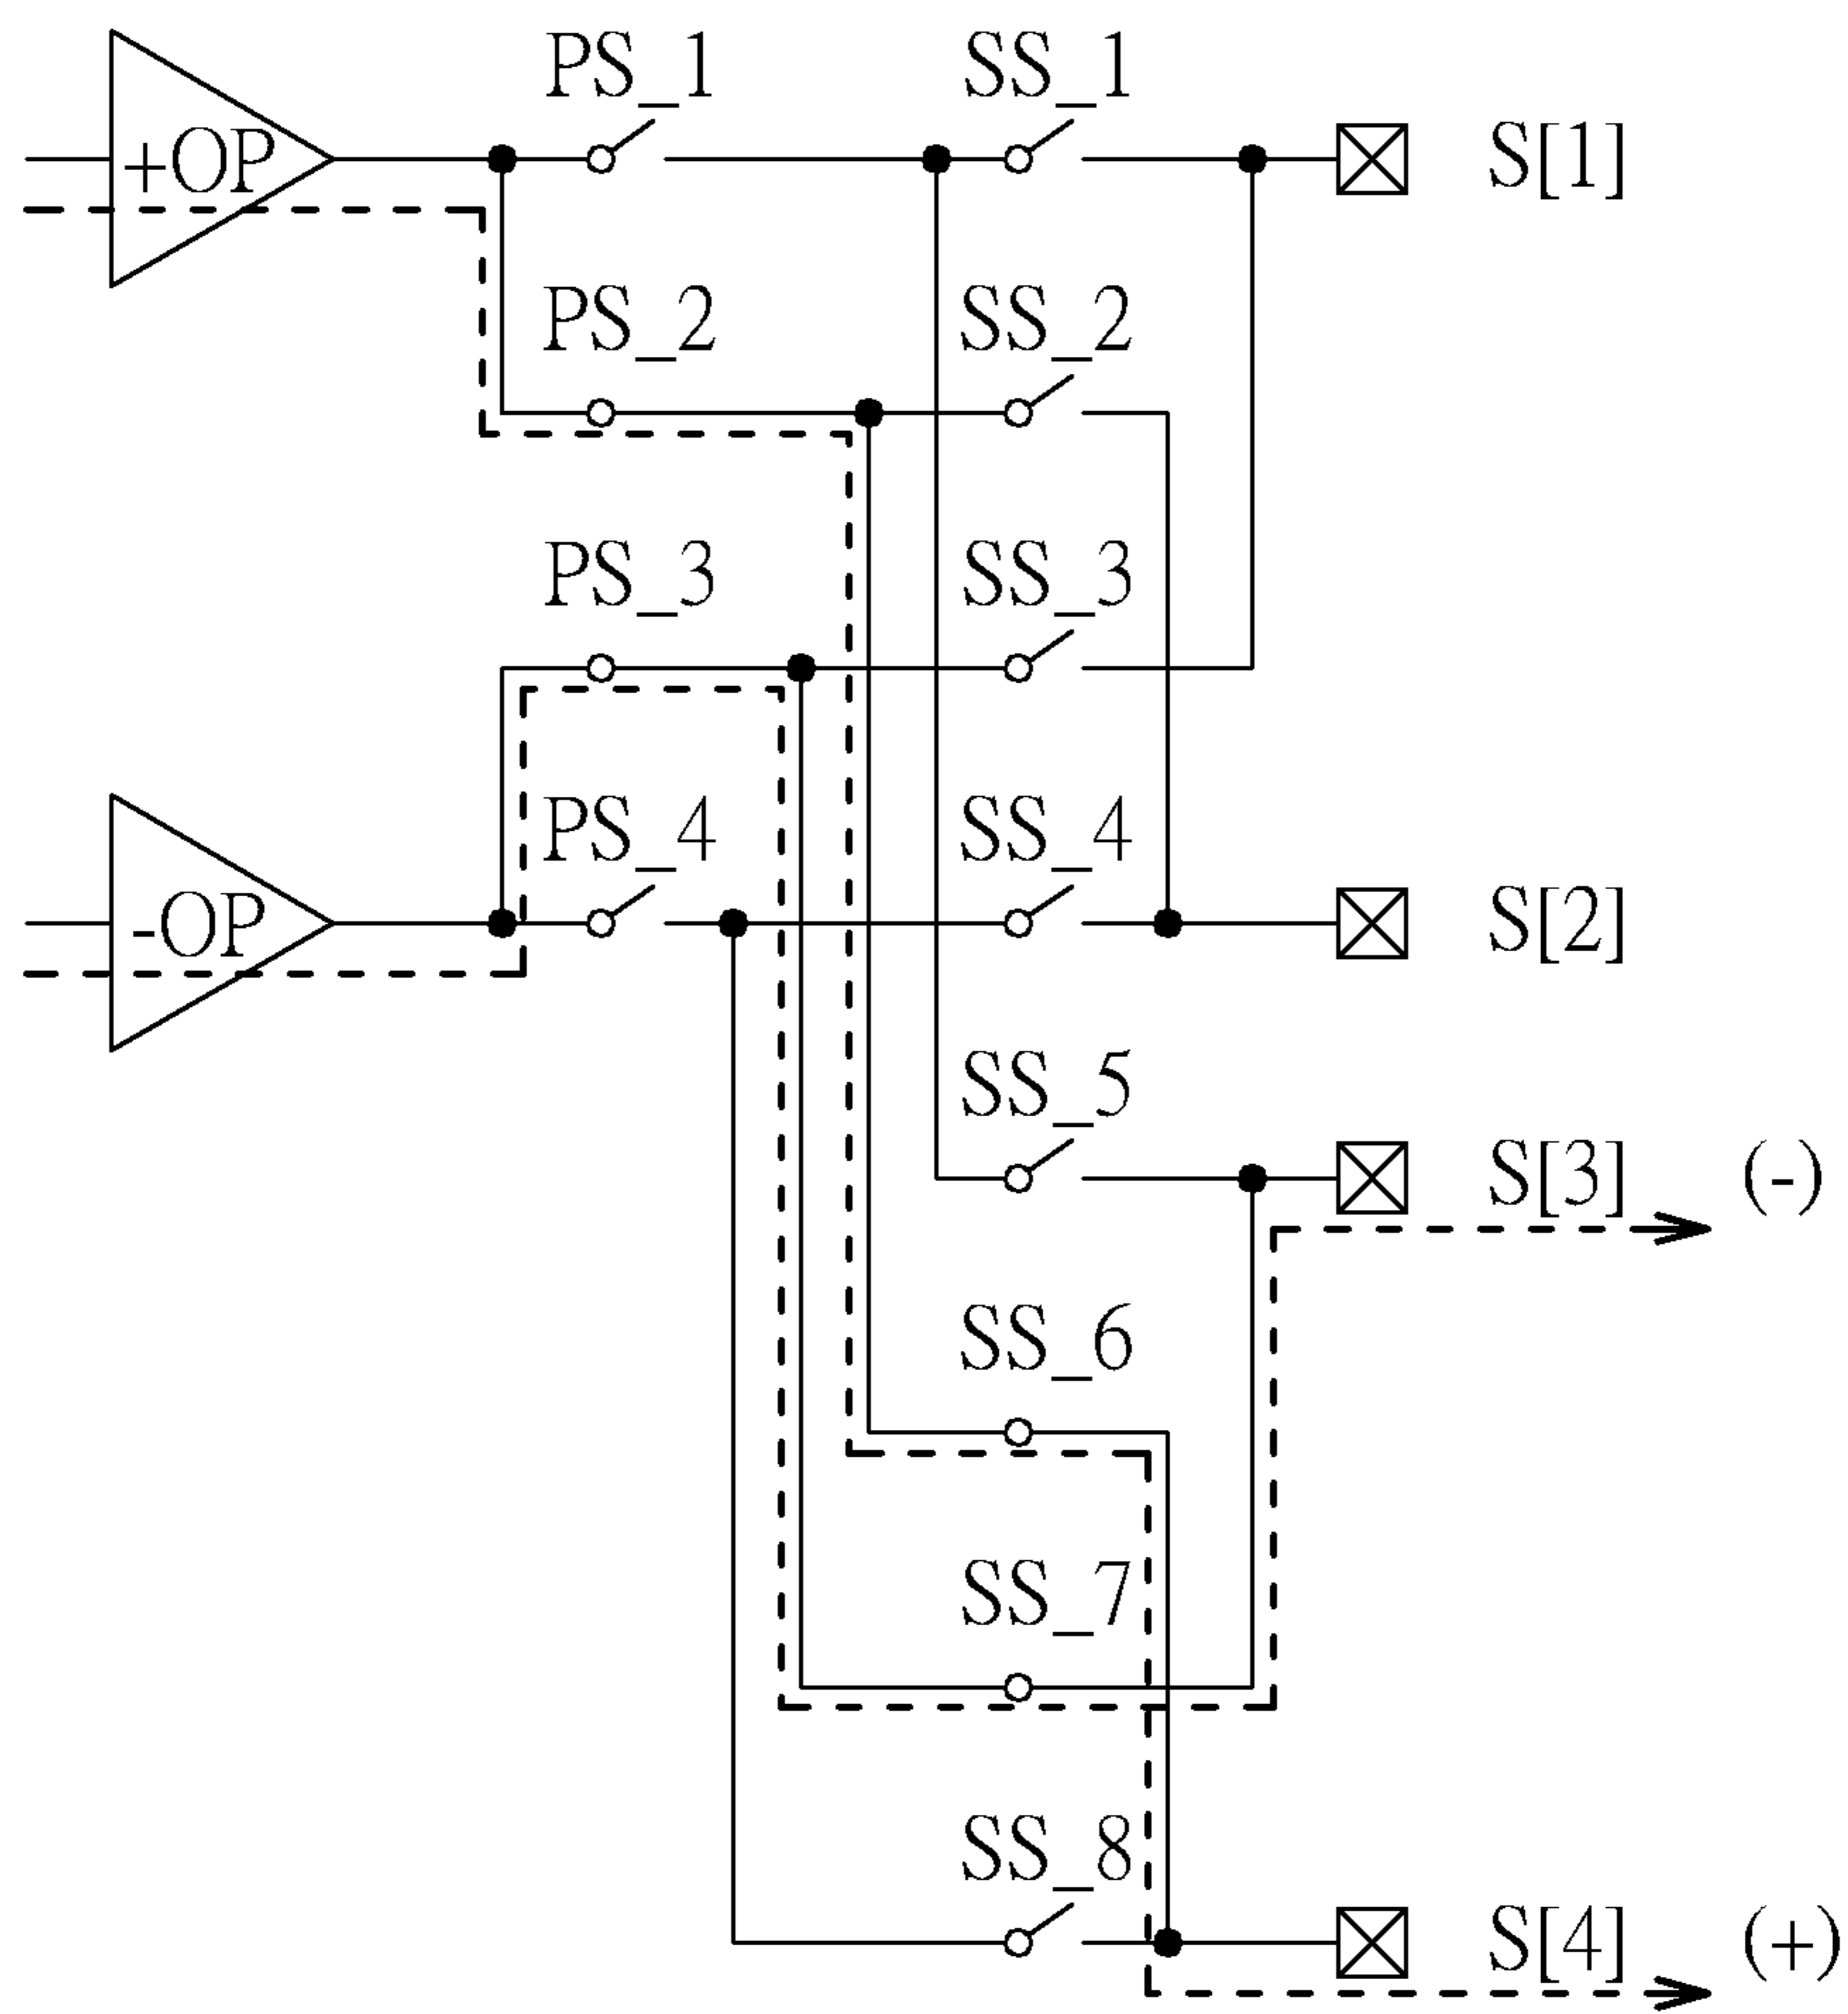 PS_1 SS_1
+OP S[1]
PS_2 SS_2
PS_3 SS_3
PS_4 SS_4
-OP S[2]
SS_5
S[3] (-)
SS_6
SS_7
SS_8
S[4] (+)